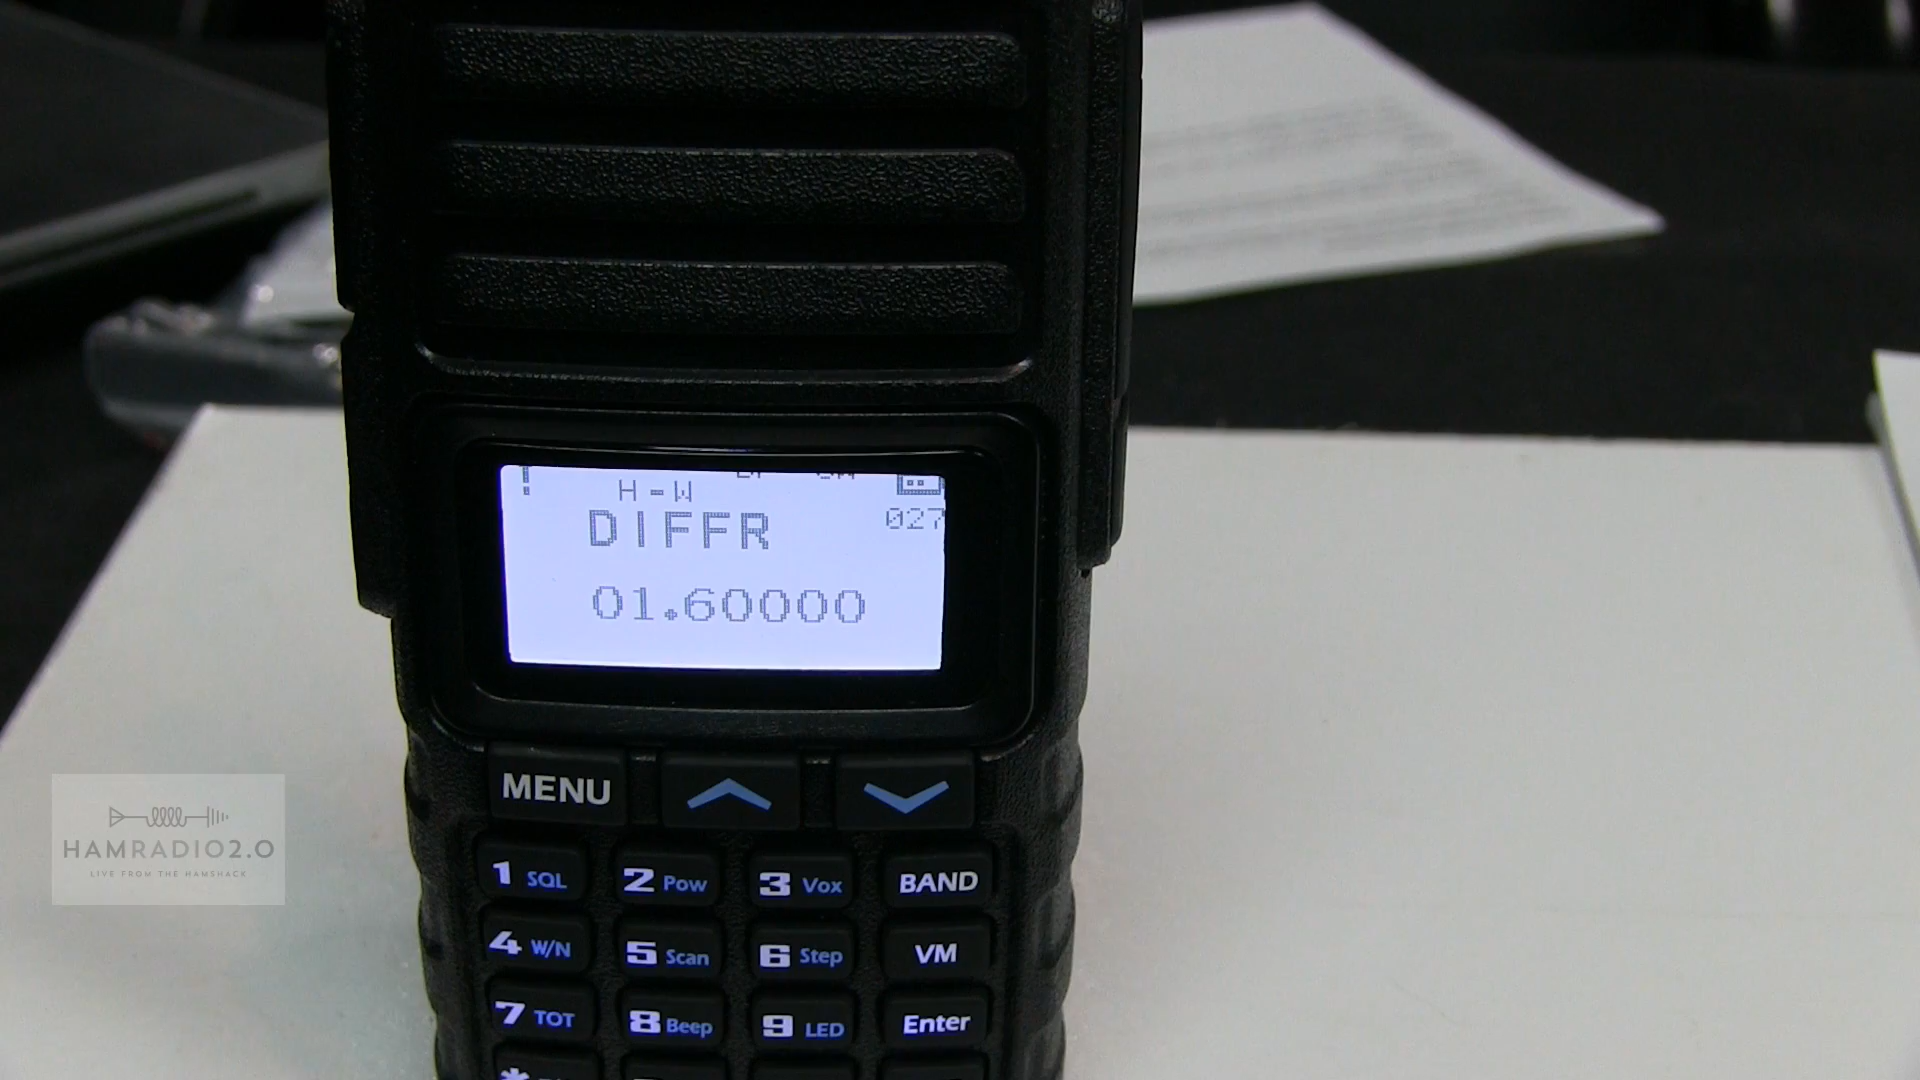 !
H-W
DIFFR
027
01.60000
MENU
1 SQL 2 Pow 3 Vox BAND
4 W/N 5 Scan 6 Step VM
7 TOT 8 Beep 9 LED Enter
*
HAMRADIO2.0
LIVE FROM THE HAMSHACK